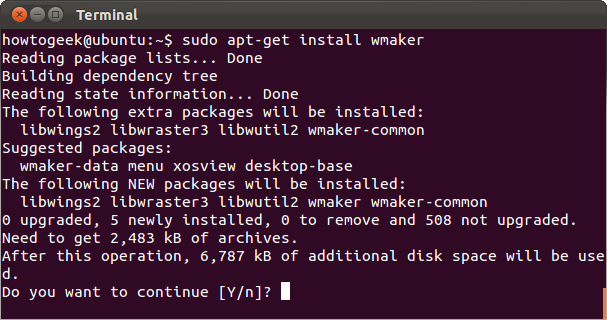 Terminal
howtogeek@ubuntu:~$ sudo apt-get install wmaker
Reading package lists... Done
Building dependency tree
Reading state information... Done
The following extra packages will be installed:
  libwings2 libwraster3 libwutil2 wmaker-common
Suggested packages:
  wmaker-data menu xosview desktop-base
The following NEW packages will be installed:
  libwings2 libwraster3 libwutil2 wmaker wmaker-common
0 upgraded, 5 newly installed, 0 to remove and 508 not upgraded.
Need to get 2,483 kB of archives.
After this operation, 6,787 kB of additional disk space will be use
d.
Do you want to continue [Y/n]?